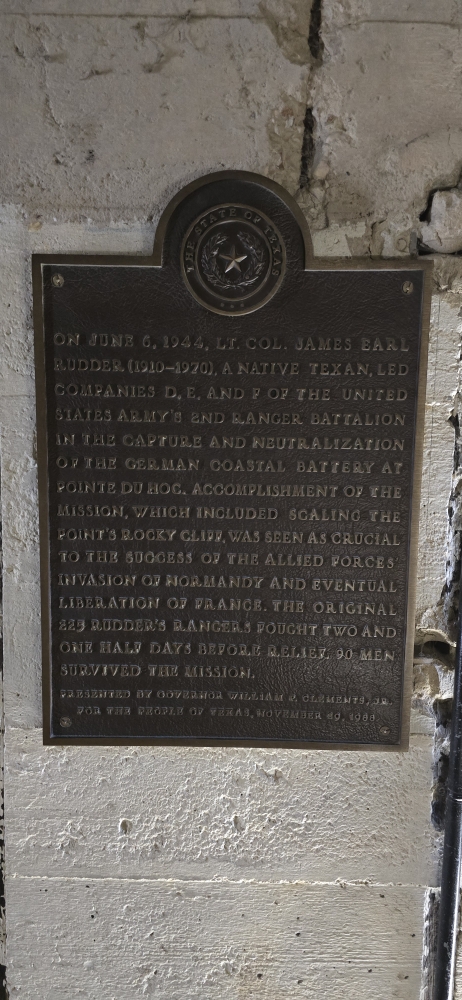 THE STATE OF TEXAS
ON JUNE 6, 1944, LT. COL. JAMES EARL
RUDDER (1910–1970), A NATIVE TEXAN, LED
COMPANIES D, E, AND F OF THE UNITED
STATES ARMY'S 2ND RANGER BATTALION
IN THE CAPTURE AND NEUTRALIZATION
OF THE GERMAN COASTAL BATTERY AT
POINTE DU HOC. ACCOMPLISHMENT OF THE
MISSION, WHICH INCLUDED SCALING THE
POINT'S ROCKY CLIFF, WAS SEEN AS CRUCIAL
TO THE SUCCESS OF THE ALLIED FORCES'
INVASION OF NORMANDY AND EVENTUAL
LIBERATION OF FRANCE. THE ORIGINAL
225 RUDDER'S RANGERS FOUGHT TWO AND
ONE HALF DAYS BEFORE RELIEF. 90 MEN
SURVIVED THE MISSION.
PRESENTED BY GOVERNOR WILLIAM P. CLEMENTS, JR.
FOR THE PEOPLE OF TEXAS, NOVEMBER 29, 1988